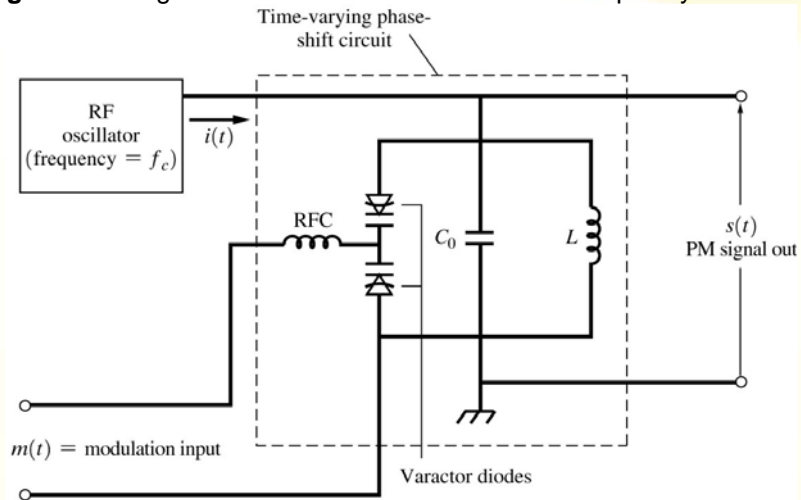 Time-varying phase-
shift circuit
RF
oscillator
(frequency = f_c)
i(t)
RFC
C_0
L
s(t)
PM signal out
m(t) = modulation input
Varactor diodes